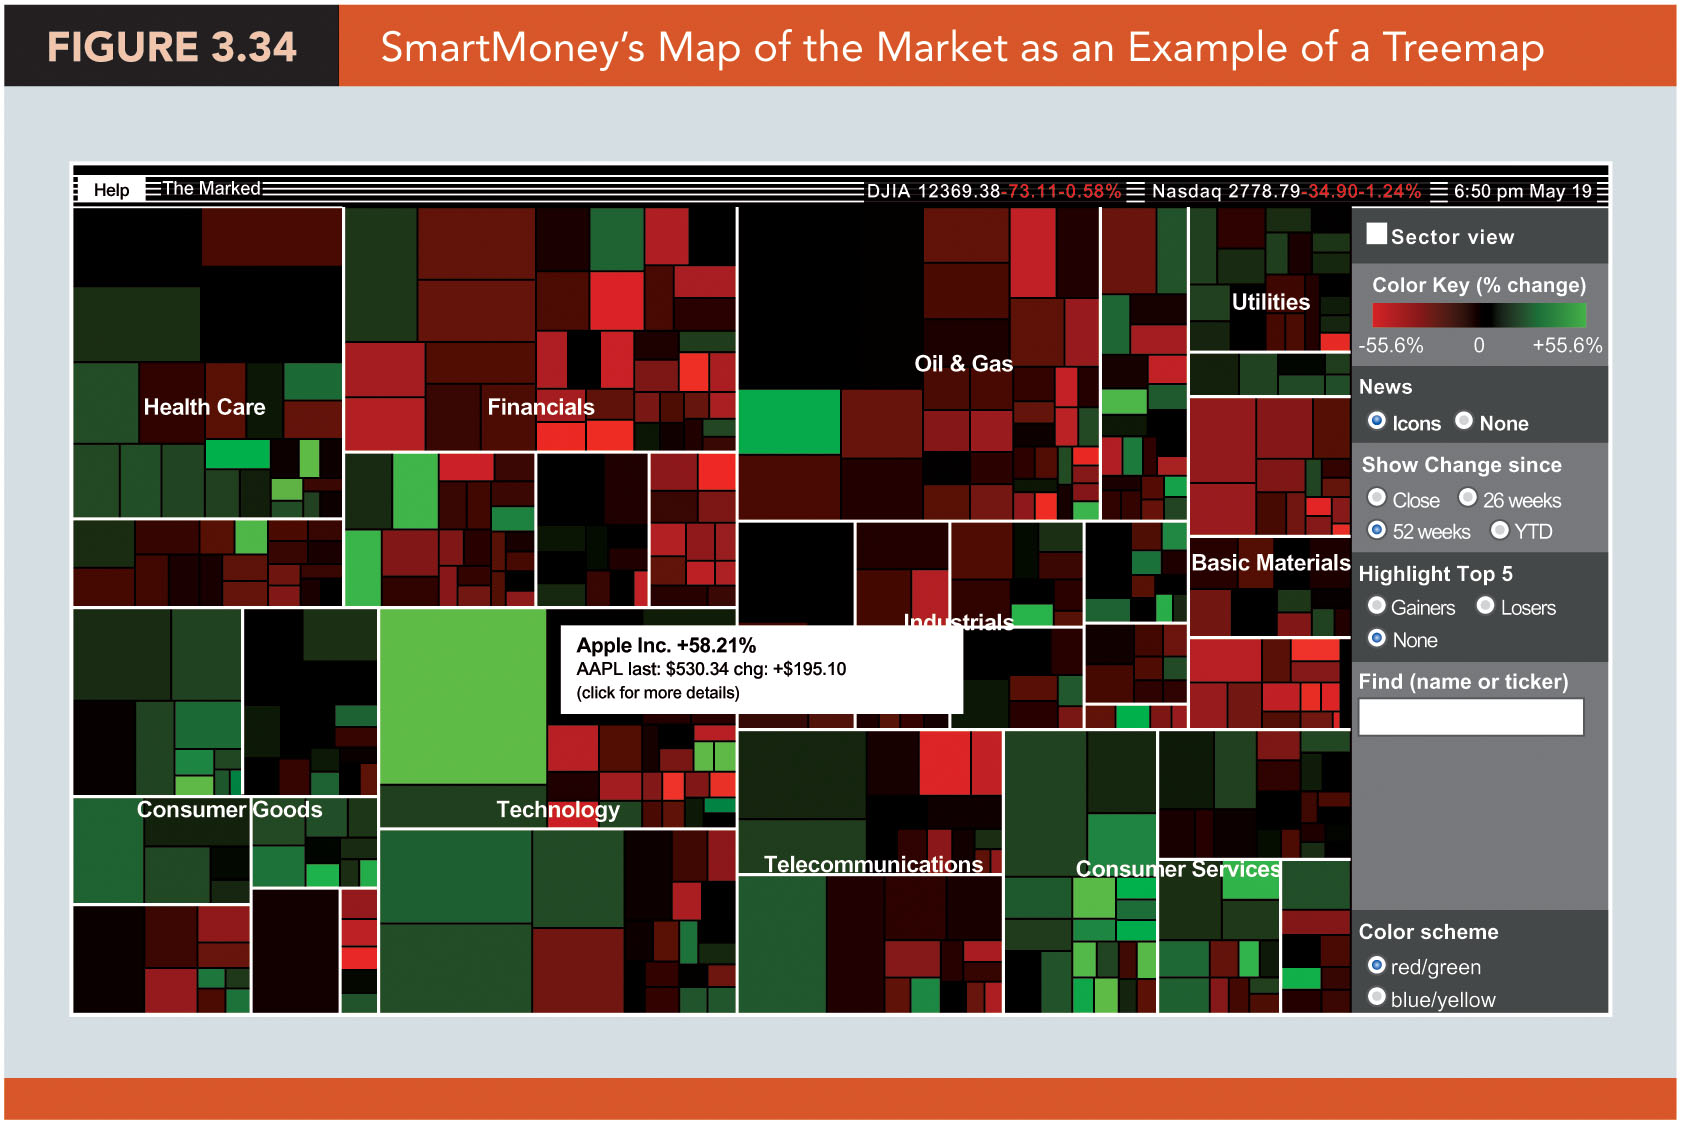 FIGURE 3.34
SmartMoney’s Map of the Market as an Example of a Treemap
Help
The Marked
DJIA 12369.38-73.11-0.58%
Nasdaq 2778.79-34.90-1.24%
6:50 pm May 19
Health Care
Financials
Oil & Gas
Utilities
Basic Materials
Industrials
Apple Inc. +58.21%
AAPL last: $530.34 chg: +$195.10
(click for more details)
Consumer Goods
Technology
Telecommunications
Consumer Services
Sector view
Color Key (% change)
-55.6% 0 +55.6%
News
Icons None
Show Change since
Close 26 weeks
52 weeks YTD
Highlight Top 5
Gainers Losers
None
Find (name or ticker)
Color scheme
red/green
blue/yellow